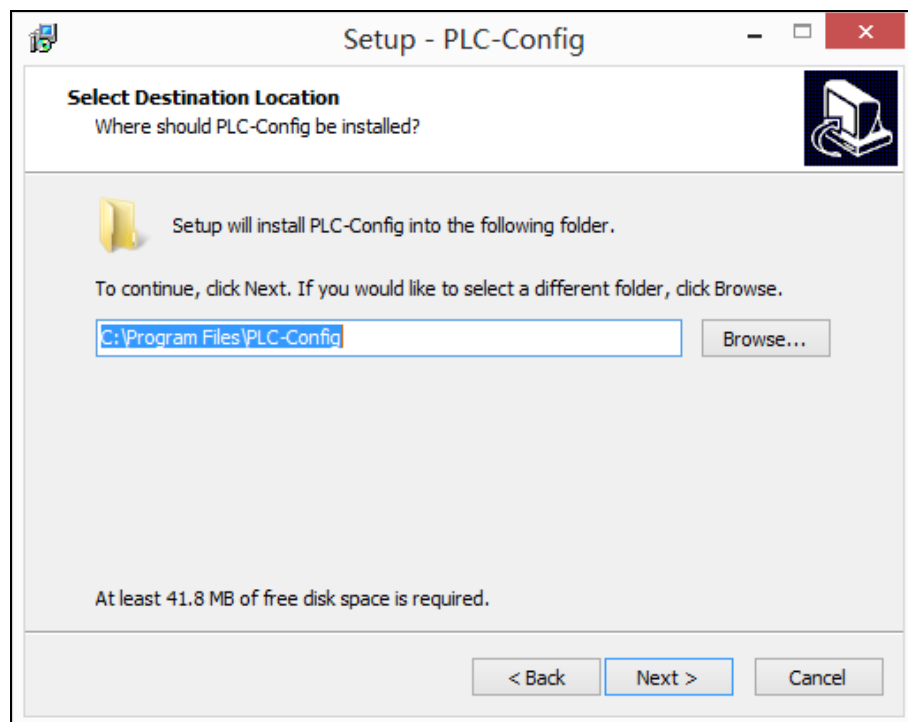 Setup - PLC-Config
Select Destination Location
Where should PLC-Config be installed?
Setup will install PLC-Config into the following folder.
To continue, click Next. If you would like to select a different folder, click Browse.
C:\Program Files\PLC-Config
Browse...
At least 41.8 MB of free disk space is required.
< Back
Next >
Cancel